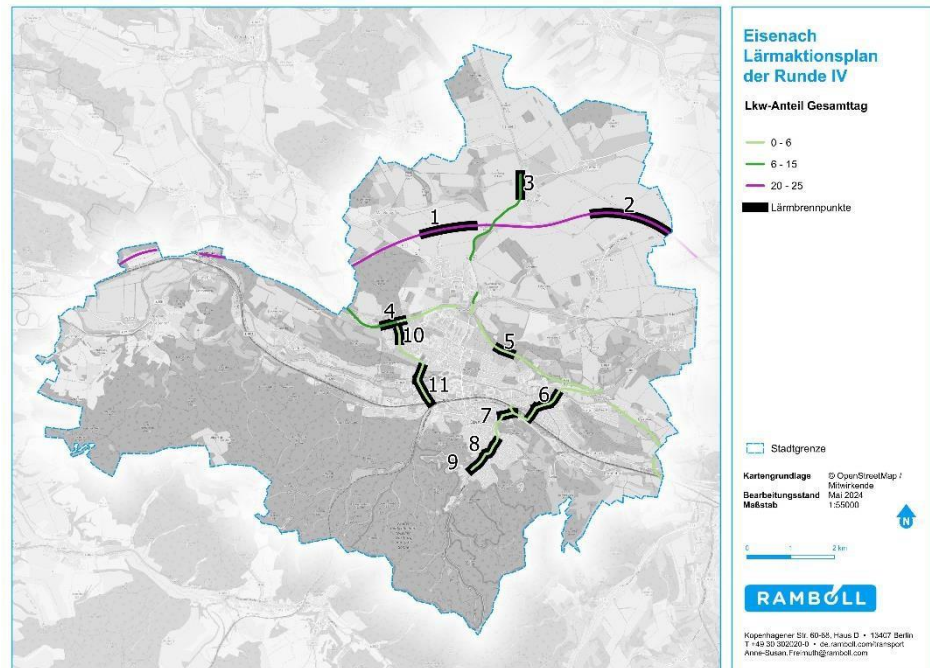 Eisenach
Lärmaktionsplan
der Runde IV
Lkw-Anteil Gesamttag
0 - 6
6 - 15
20 - 25
Lärmbrennpunkte
3
1
2
4
10
5
11
6
7
8
9
Stadtgrenze
Kartengrundlage © OpenStreetMap / Mitwirkende
Bearbeitungsstand Mai 2024
Maßstab 1:55000
N
0 1 2 km
RAMBOLL
Kopenhagener Str. 60-68, Haus D • 13407 Berlin
T +49 30 302020-0 • de.ramboll.com/transport
Anne-Susan.Freimuth@ramboll.com